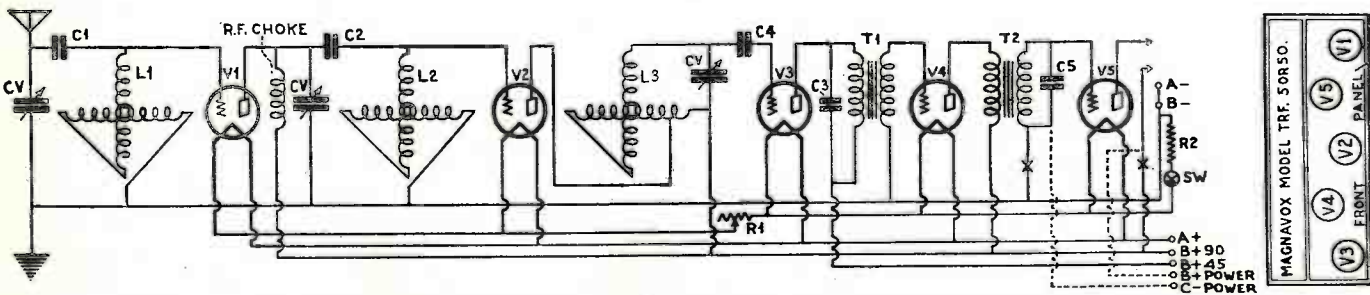 C1
R.F. CHOKE
C2
C4
T1
T2
L1
V1
CV
CV
L2
V2
L3
CV
V3
C3
V4
C5
V5
A-
B-
R2
SW
R1
A+
B+90
B+45
B+POWER
C-POWER
MAGNAVOX MODEL TRF. 5OR50.
V3 V4 V2 V5 V1
FRONT PANEL